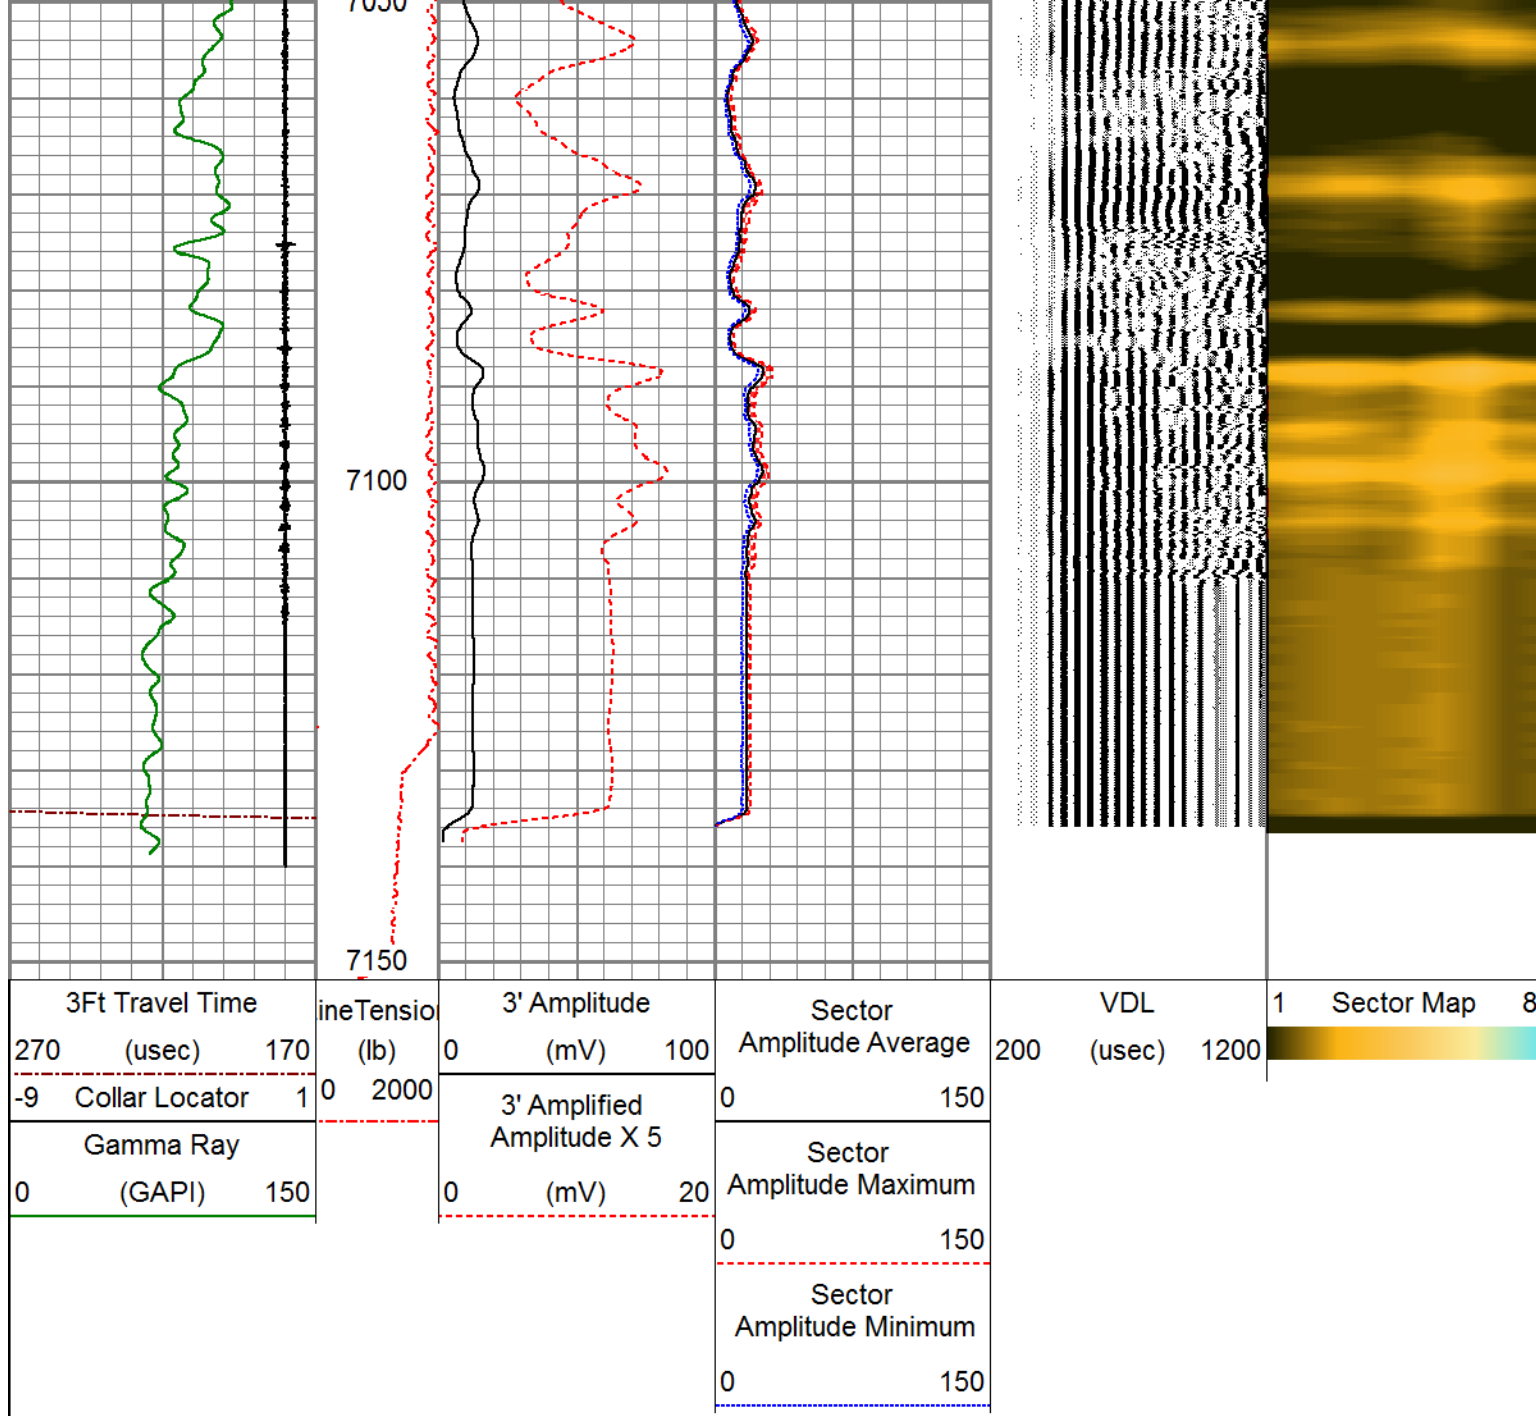 7050
7100
7150
3Ft Travel Time
270 (usec) 170
-9 Collar Locator 1
Gamma Ray
0 (GAPI) 150
ineTension
(lb)
0 2000
3' Amplitude
0 (mV) 100
3' Amplified
Amplitude X 5
0 (mV) 20
Sector
Amplitude Average
0 150
Sector
Amplitude Maximum
0 150
Sector
Amplitude Minimum
0 150
VDL
200 (usec) 1200
1 Sector Map 8